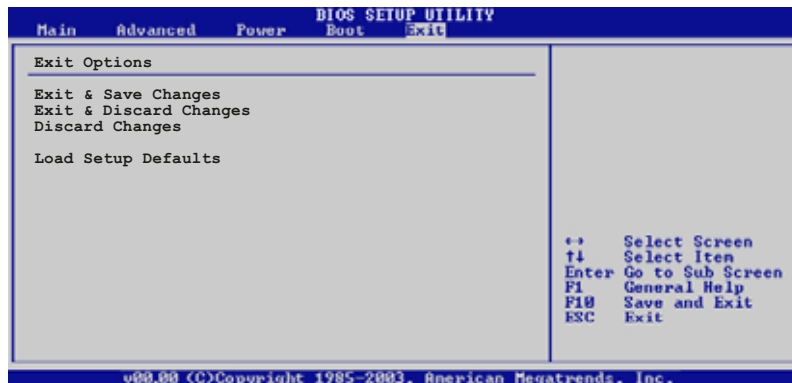 BIOS SETUP UTILITY
Main Advanced Power Boot Exit
Exit Options
Exit & Save Changes
Exit & Discard Changes
Discard Changes
Load Setup Defaults
↔ Select Screen
↑↓ Select Item
Enter Go to Sub Screen
F1 General Help
F10 Save and Exit
ESC Exit
v00.00 (C)Copyright 1985-2003, American Megatrends, Inc.